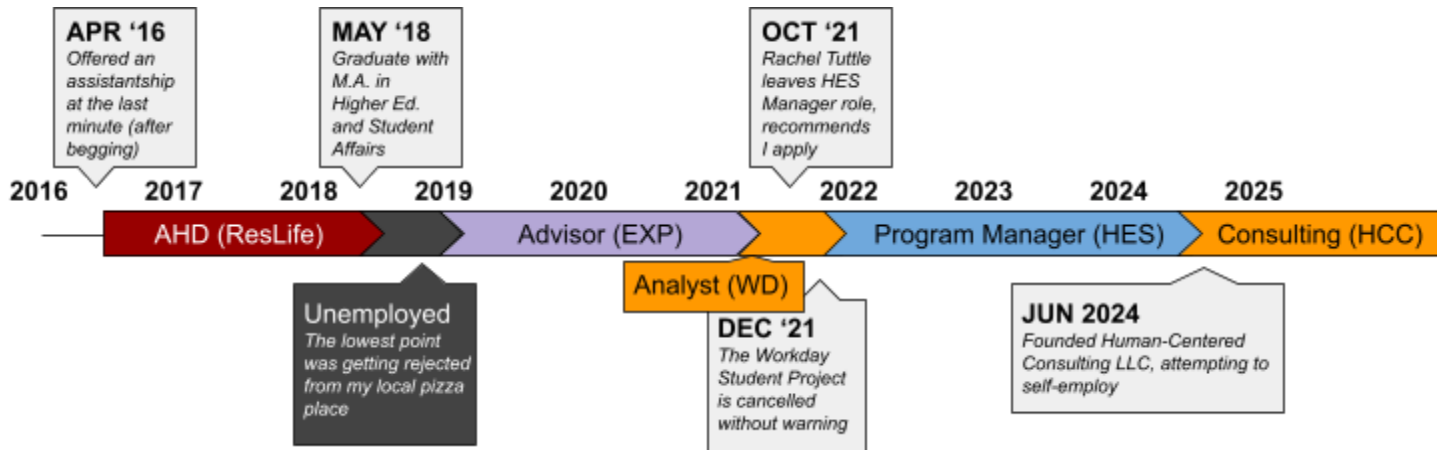 APR ‘16
Offered an
assistantship
at the last
minute (after
begging)
MAY ‘18
Graduate with
M.A. in
Higher Ed.
and Student
Affairs
OCT ‘21
Rachel Tuttle
leaves HES
Manager role,
recommends
I apply
2016 2017 2018 2019 2020 2021 2022 2023 2024 2025
AHD (ResLife) Advisor (EXP) Program Manager (HES) Consulting (HCC)
Analyst (WD)
Unemployed
The lowest point
was getting rejected
from my local pizza
place
DEC ‘21
The Workday
Student Project
is cancelled
without warning
JUN 2024
Founded Human-Centered
Consulting LLC, attempting to
self-employ